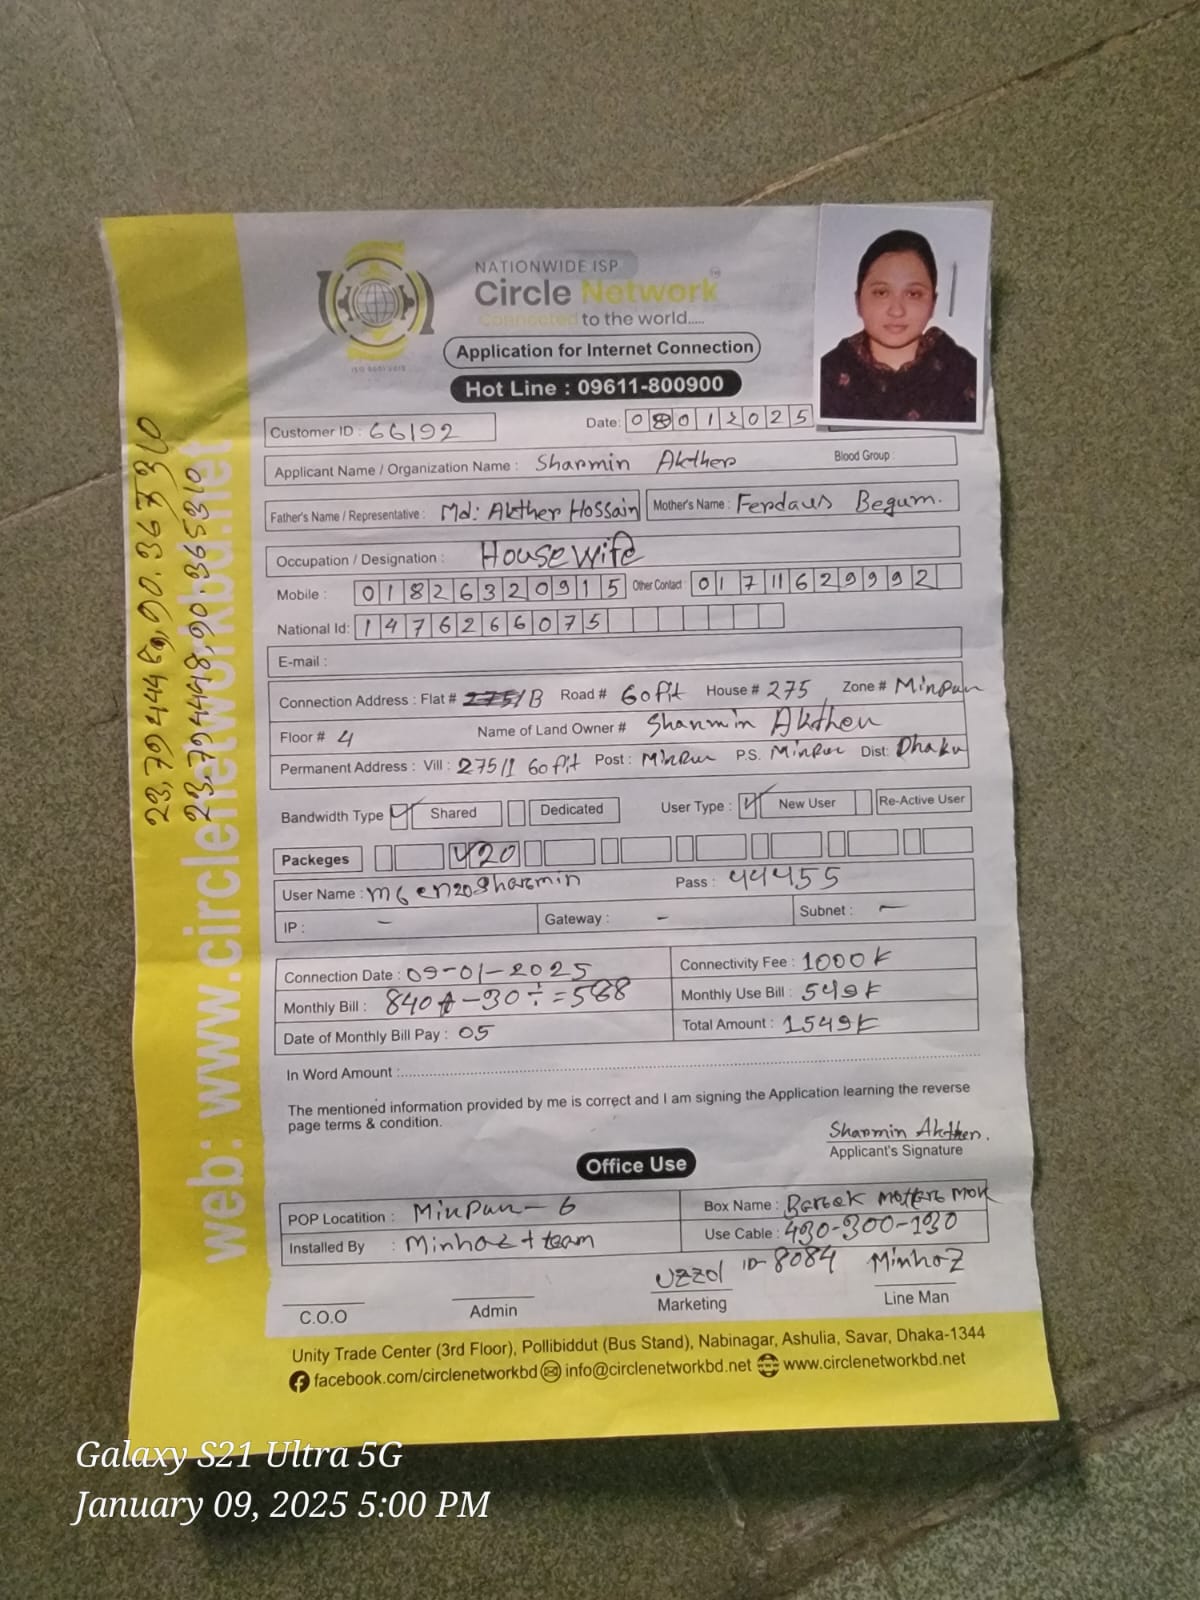 NATIONWIDE ISP
Circle Network
Connected to the world.....
ISO 9001:2015
Application for Internet Connection
Hot Line : 09611-800900
Customer ID : 66192
Date: 08012025
Applicant Name / Organization Name : Sharmin Akther
Blood Group :
Father's Name / Representative : Md: Akther Hossain
Mother's Name : Ferdaus Begum.
Occupation / Designation : House wife
Mobile : 01826320915
Other Contact : 01711629992
National Id: 1476266075
E-mail :
Connection Address : Flat # B Road # 60 fit House # 275 Zone # Mirpur
Floor # 4 Name of Land Owner # Sharmin Akther
Permanent Address : Vill : 275/1 60 fit Post : Mirpur P.S. Mirpur Dist: Dhaka
Bandwidth Type Shared Dedicated User Type : New User Re-Active User
Packeges 20
User Name : m6en20sharmin Pass : 44455
IP : - Gateway : - Subnet : -
Connection Date : 09-01-2025 Connectivity Fee : 1000
Monthly Bill : 840 -30 ÷ =568 Monthly Use Bill : 549
Date of Monthly Bill Pay : 05 Total Amount : 1549
In Word Amount :
The mentioned information provided by me is correct and I am signing the Application learning the reverse
page terms & condition.
Sharmin Akther.
Applicant's Signature
Office Use
POP Locatition : Mirpur - 6
Box Name : mor
Installed By : Minhaz + team
Use Cable : 430-300-130
Uzzol ID-8084 Minhoz
C.O.O Admin Marketing Line Man
Unity Trade Center (3rd Floor), Pollibiddut (Bus Stand), Nabinagar, Ashulia, Savar, Dhaka-1344
facebook.com/circlenetworkbd info@circlenetworkbd.net www.circlenetworkbd.net
web: www.circlenetworkbd.net
Galaxy S21 Ultra 5G
January 09, 2025 5:00 PM